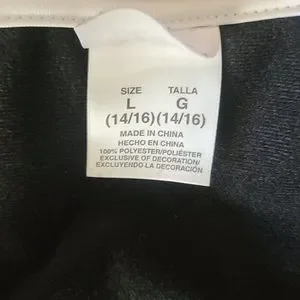 SIZE TALLA
L G
(14/16) (14/16)
MADE IN CHINA
HECHO EN CHINA
100% POLYESTER/POLIÉSTER
EXCLUSIVE OF DECORATION/
EXCLUYENDO LA DECORACIÓN